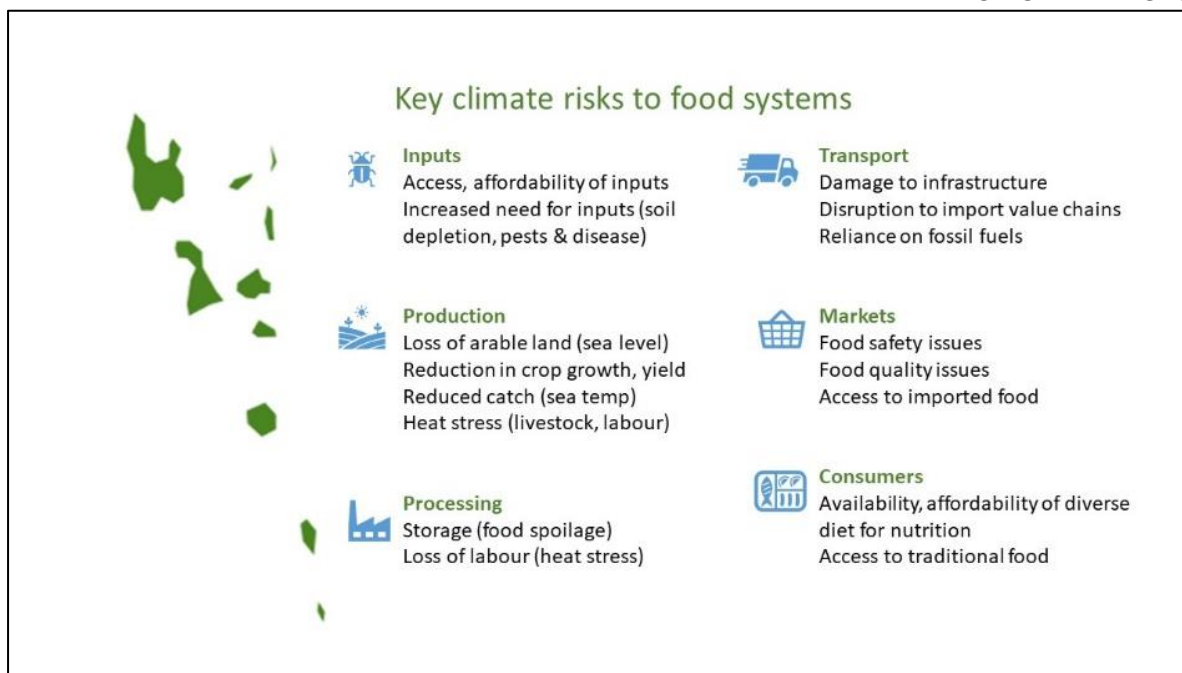 Key climate risks to food systems
Inputs
Access, affordability of inputs
Increased need for inputs (soil
depletion, pests & disease)
Production
Loss of arable land (sea level)
Reduction in crop growth, yield
Reduced catch (sea temp)
Heat stress (livestock, labour)
Processing
Storage (food spoilage)
Loss of labour (heat stress)
Transport
Damage to infrastructure
Disruption to import value chains
Reliance on fossil fuels
Markets
Food safety issues
Food quality issues
Access to imported food
Consumers
Availability, affordability of diverse
diet for nutrition
Access to traditional food